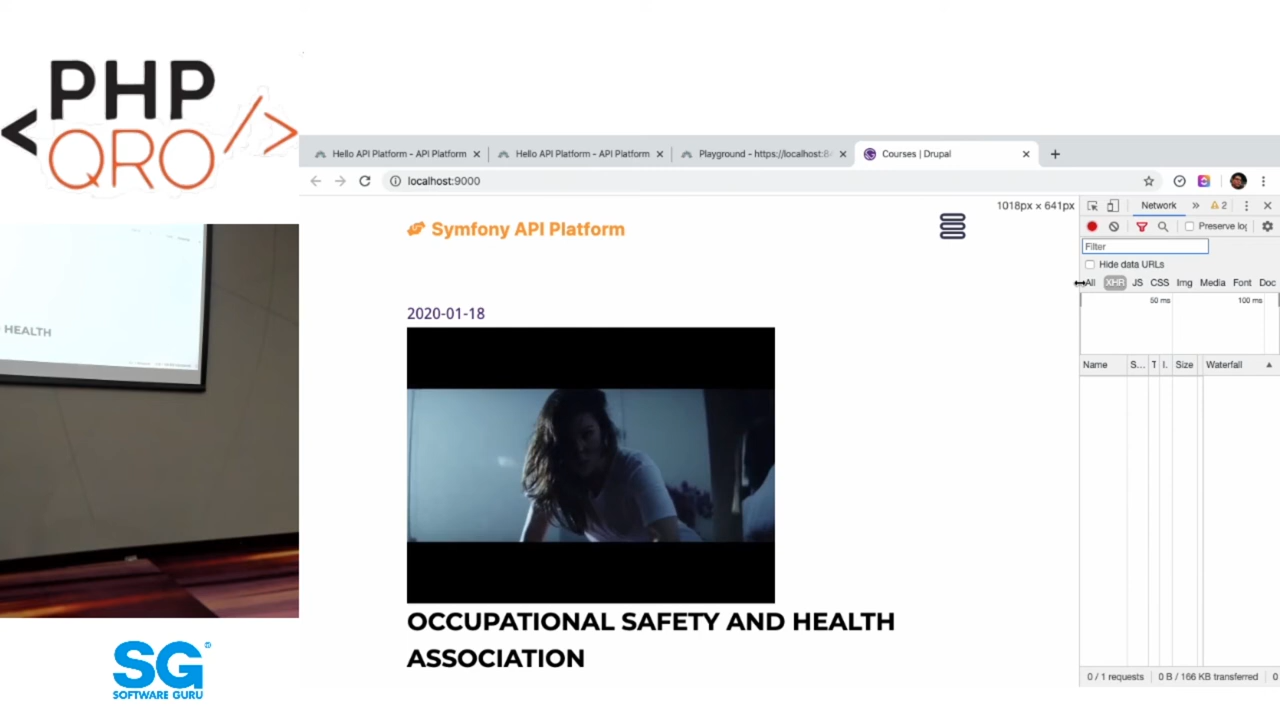 <PHP
QRO/>
HEALTH
SG®
SOFTWARE GURU
Hello API Platform - API Platform
Hello API Platform - API Platform
Playground - https://localhost:8
Courses | Drupal
localhost:9000
1018px × 641px
Symfony API Platform
2020-01-18
OCCUPATIONAL SAFETY AND HEALTH
ASSOCIATION
Network
2
Preserve log
Filter
Hide data URLs
All XHR JS CSS Img Media Font Doc
50 ms 100 ms
Name S... T I. Size Waterfall
0 / 1 requests 0 B / 166 KB transferred 0